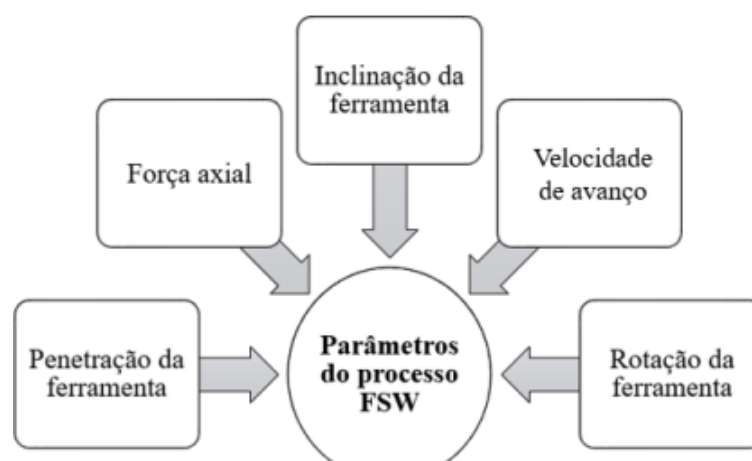 Inclinação da
ferramenta
Força axial
Velocidade
de avanço
Penetração da
ferramenta
Parâmetros
do processo
FSW
Rotação da
ferramenta